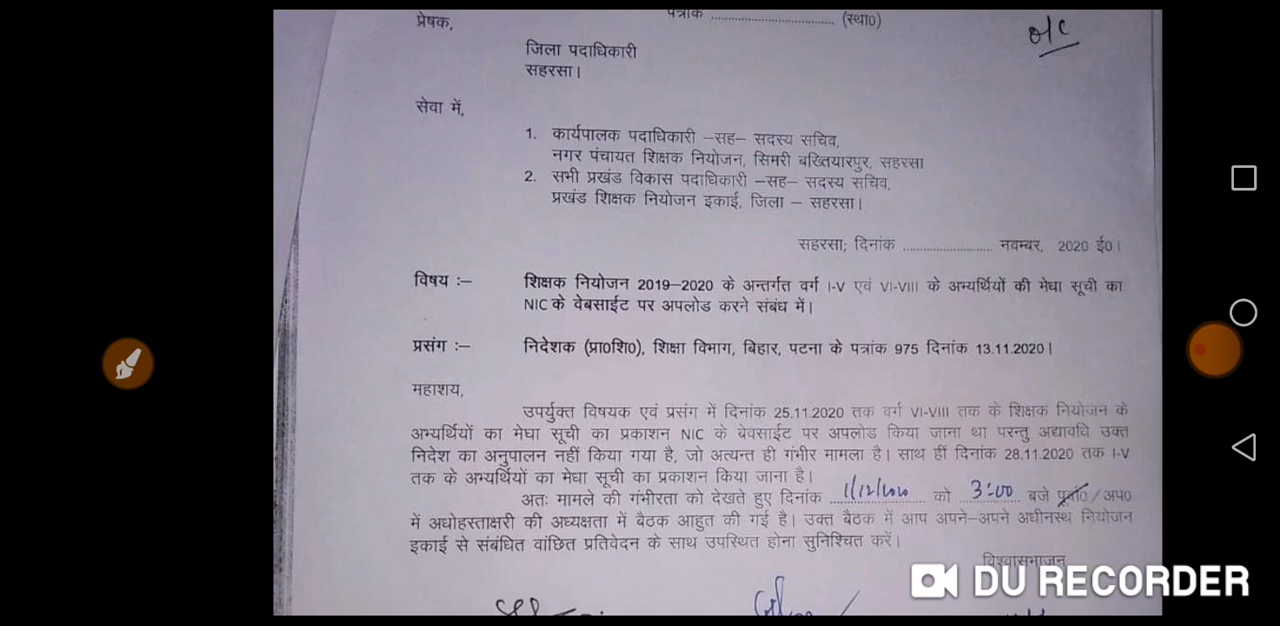 पत्रांक ........................... (स्था0)
o/c
प्रेषक,
जिला पदाधिकारी
सहरसा।
सेवा में,
1. कार्यपालक पदाधिकारी –सह– सदस्य सचिव,
नगर पंचायत शिक्षक नियोजन, सिमरी बख्तियारपुर, सहरसा
2. सभी प्रखंड विकास पदाधिकारी –सह– सदस्य सचिव,
प्रखंड शिक्षक नियोजन इकाई, जिला – सहरसा।
सहरसा; दिनांक ........................ नवम्बर, 2020 ई0।
विषय :– शिक्षक नियोजन 2019–2020 के अन्तर्गत वर्ग I-V एवं VI-VIII के अभ्यर्थियों की मेधा सूची का
NIC के वेबसाईट पर अपलोड करने संबंध में।
प्रसंग :– निदेशक (प्रा0शि0), शिक्षा विभाग, बिहार, पटना के पत्रांक 975 दिनांक 13.11.2020।
महाशय,
उपर्युक्त विषयक एवं प्रसंग में दिनांक 25.11.2020 तक वर्ग VI-VIII तक के शिक्षक नियोजन के
अभ्यर्थियों का मेघा सूची का प्रकाशन NIC के बेवसाईट पर अपलोड किया जाना था परन्तु अद्यावधि उक्त
निदेश का अनुपालन नहीं किया गया है, जो अत्यन्त ही गंभीर मामला है। साथ हीं दिनांक 28.11.2020 तक I-V
तक के अभ्यर्थियों का मेघा सूची का प्रकाशन किया जाना है।
अतः मामले की गंभीरता को देखते हुए दिनांक 1/12/2020 को 3:00 बजे पूर्वा0/अप0
में अधोहस्ताक्षरी की अध्यक्षता में बैठक आहुत की गई है। उक्त बैठक में आप अपने–अपने अधीनस्थ नियोजन
इकाई से संबंधित वांछित प्रतिवेदन के साथ उपस्थित होना सुनिश्चित करें।
विश्वासभाजन
DU RECORDER